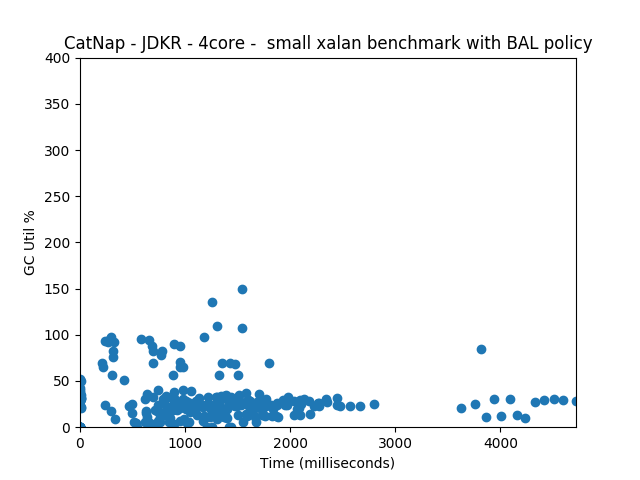 CatNap - JDKR - 4core -  small xalan benchmark with BAL policy
400
350
300
250
200
150
100
50
0
GC Util %
0 1000 2000 3000 4000
Time (milliseconds)